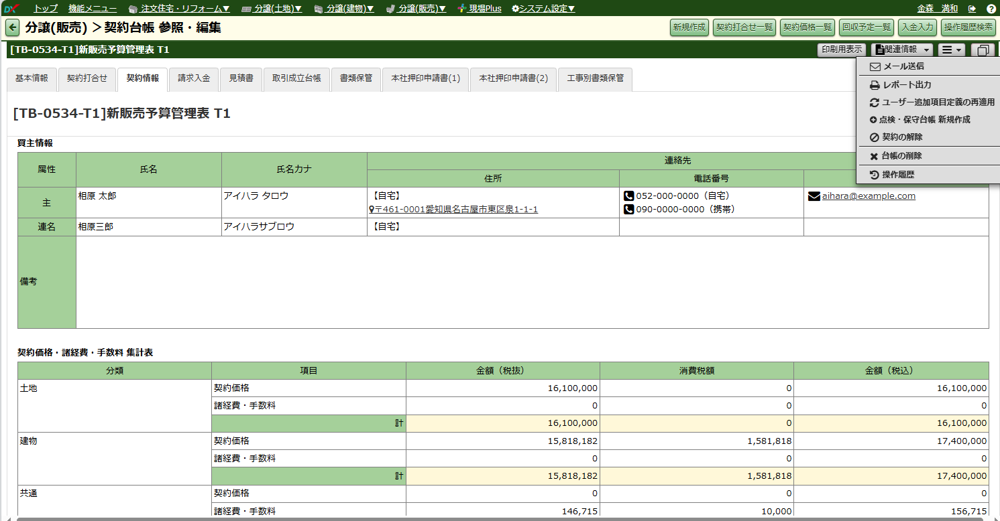 DX トップ 機能メニュー 注文住宅・リフォーム▼ 分譲(土地)▼ 分譲(建物)▼ 分譲(販売)▼ 現場Plus システム設定▼ 金森　満和
分譲(販売) ＞契約台帳 参照・編集 新規作成 契約打合せ一覧 契約価格一覧 回収予定一覧 入金入力 操作履歴検索
[TB-0534-T1]新販売予算管理表 T1 印刷用表示 関連情報
メール送信
レポート出力
ユーザー追加項目定義の再適用
点検・保守台帳 新規作成
契約の解除
台帳の削除
操作履歴
基本情報 契約打合せ 契約情報 請求入金 見積書 取引成立台帳 書類保管 本社押印申請書(1) 本社押印申請書(2) 工事別書類保管
[TB-0534-T1]新販売予算管理表 T1
買主情報
属性 氏名 氏名カナ 連絡先
住所 電話番号
主 相原 太郎 アイハラ タロウ 【自宅】 052-000-0000（自宅） aihara@example.com
〒461-0001愛知県名古屋市東区泉1-1-1 090-0000-0000（携帯）
連名 相原三郎 アイハラサブロウ 【自宅】
備考
契約価格・諸経費・手数料 集計表
分類 項目 金額（税抜） 消費税額 金額（税込）
土地 契約価格 16,100,000 0 16,100,000
諸経費・手数料 0 0 0
計 16,100,000 0 16,100,000
建物 契約価格 15,818,182 1,581,818 17,400,000
諸経費・手数料 0 0 0
計 15,818,182 1,581,818 17,400,000
共通 契約価格 0 0 0
諸経費・手数料 146,715 10,000 156,715